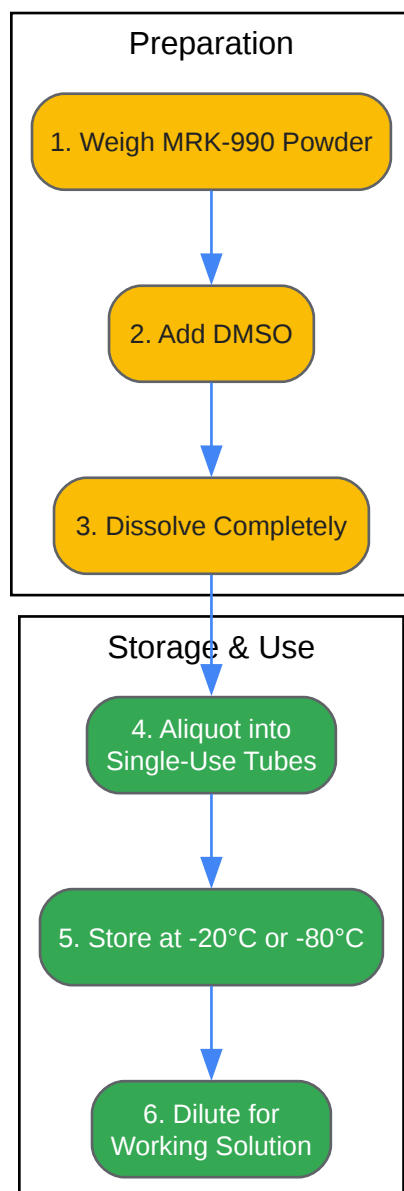 Preparation
1. Weigh MRK-990 Powder
2. Add DMSO
3. Dissolve Completely
Storage & Use
4. Aliquot into
Single-Use Tubes
5. Store at -20°C or -80°C
6. Dilute for
Working Solution